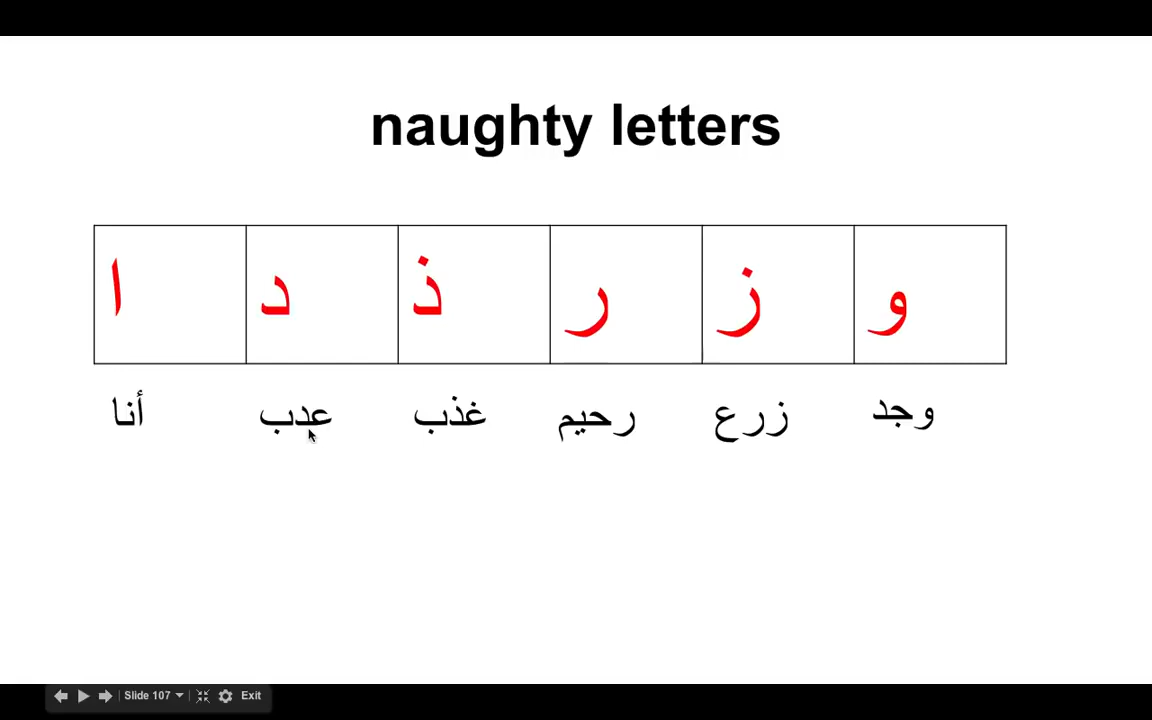 naughty letters
ا د ذ ر ز و
أنا عدب غذب رحيم زرع وجد
Slide 107 Exit